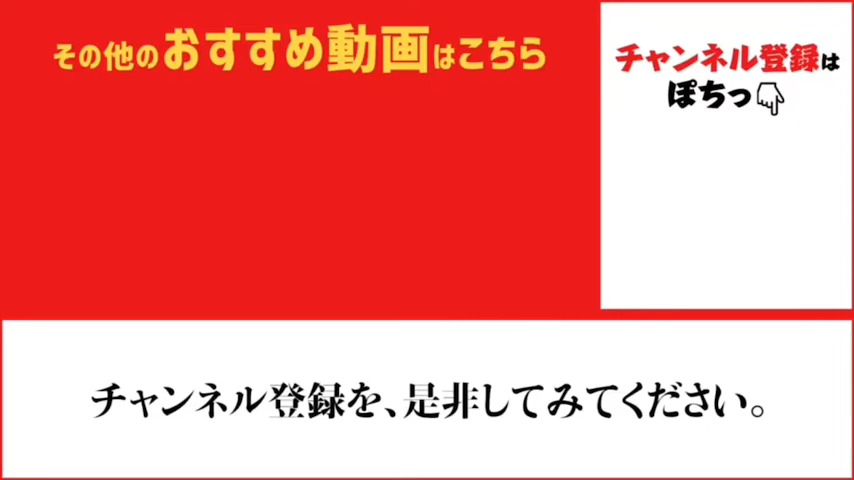 その他のおすすめ動画はこちら
チャンネル登録は
ぽちっ
チャンネル登録を、是非してみてください。